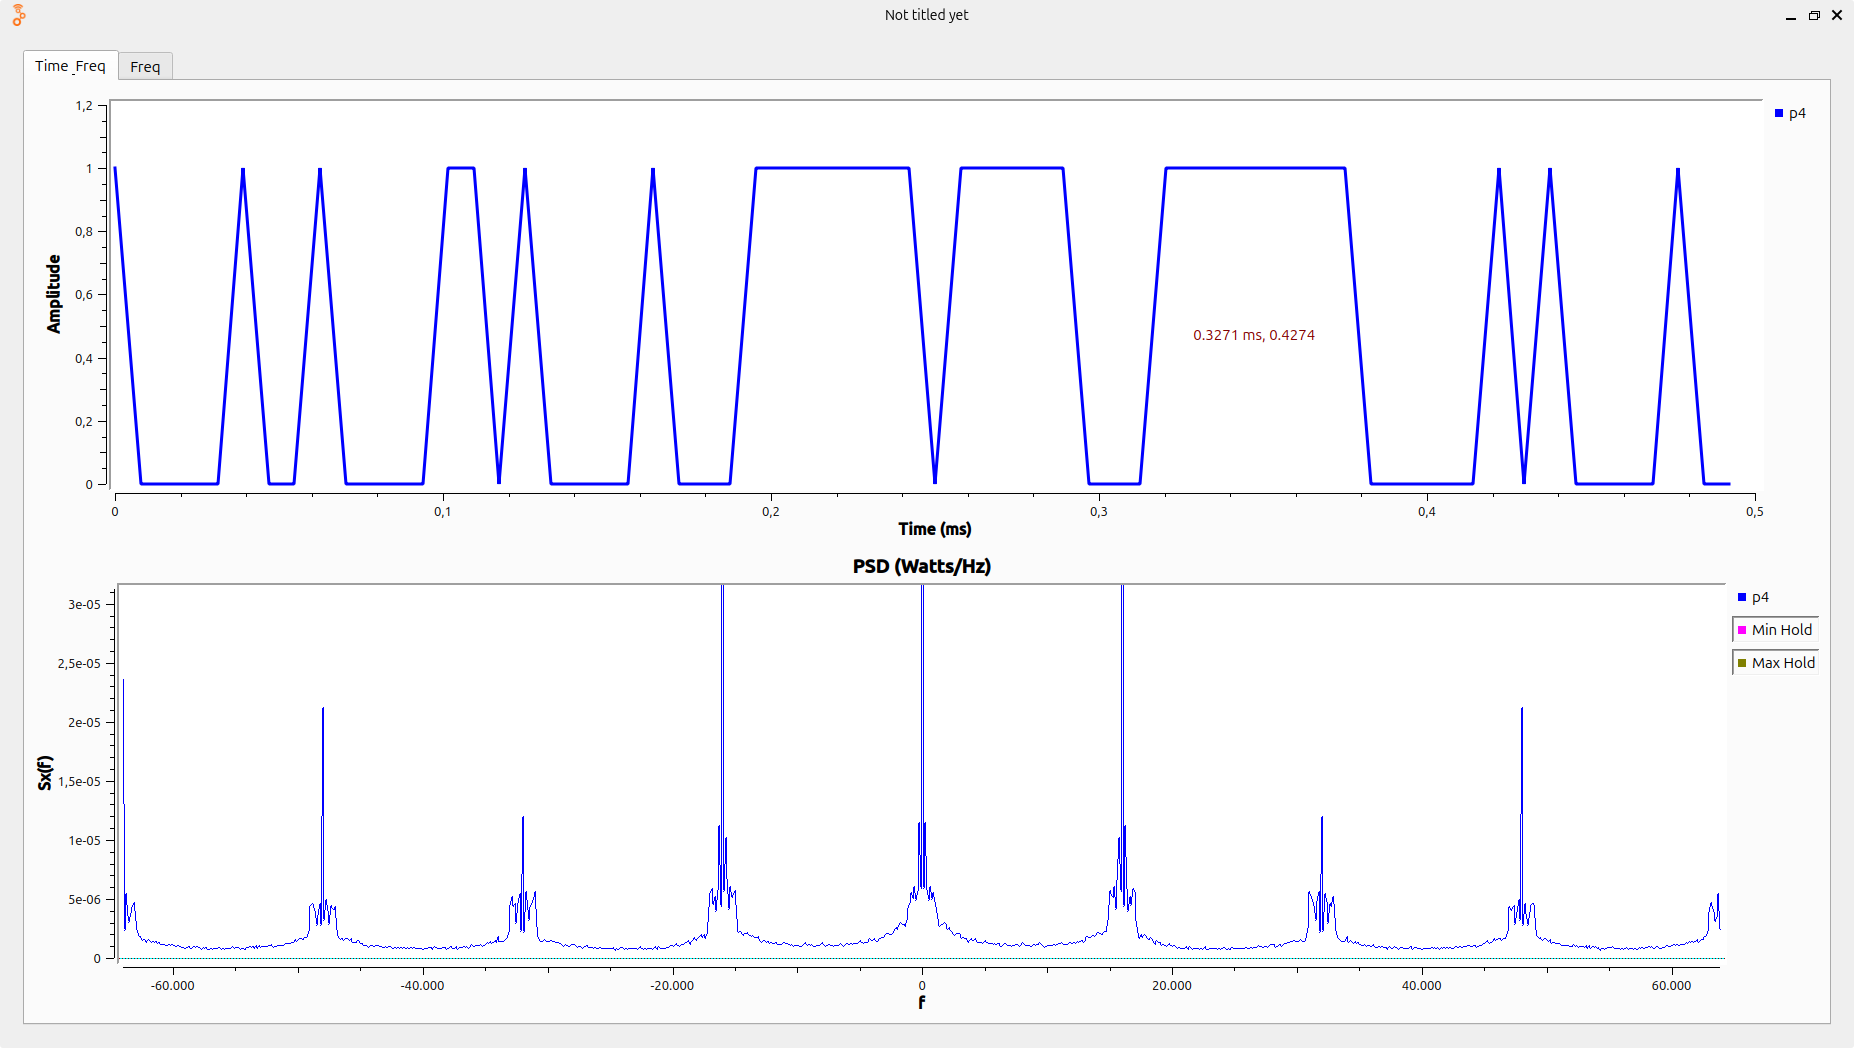 Not titled yet
Time_Freq
Freq
1,2
1
0,8
0,6
0,4
0,2
0
Amplitude
p4
0.3271 ms, 0.4274
0
0,1
0,2
0,3
0,4
0,5
Time (ms)
PSD (Watts/Hz)
3e-05
2,5e-05
2e-05
1,5e-05
1e-05
5e-06
0
Sx(f)
p4
Min Hold
Max Hold
-60.000
-40.000
-20.000
0
20.000
40.000
60.000
f